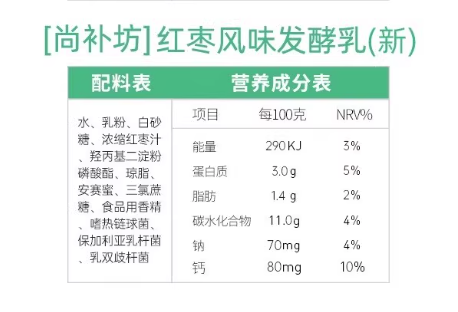 [尚补坊]红枣风味发酵乳(新)
配料表
水、乳粉、白砂
糖、浓缩红枣汁
、羟丙基二淀粉
磷酸酯、琼脂、
安赛蜜、三氯蔗
糖、食品用香精
、嗜热链球菌、
保加利亚乳杆菌
、乳双歧杆菌
营养成分表
项目 每100克 NRV%
能量 290KJ 3%
蛋白质 3.0g 5%
脂肪 1.4 g 2%
碳水化合物 11.0g 4%
钠 70mg 4%
钙 80mg 10%